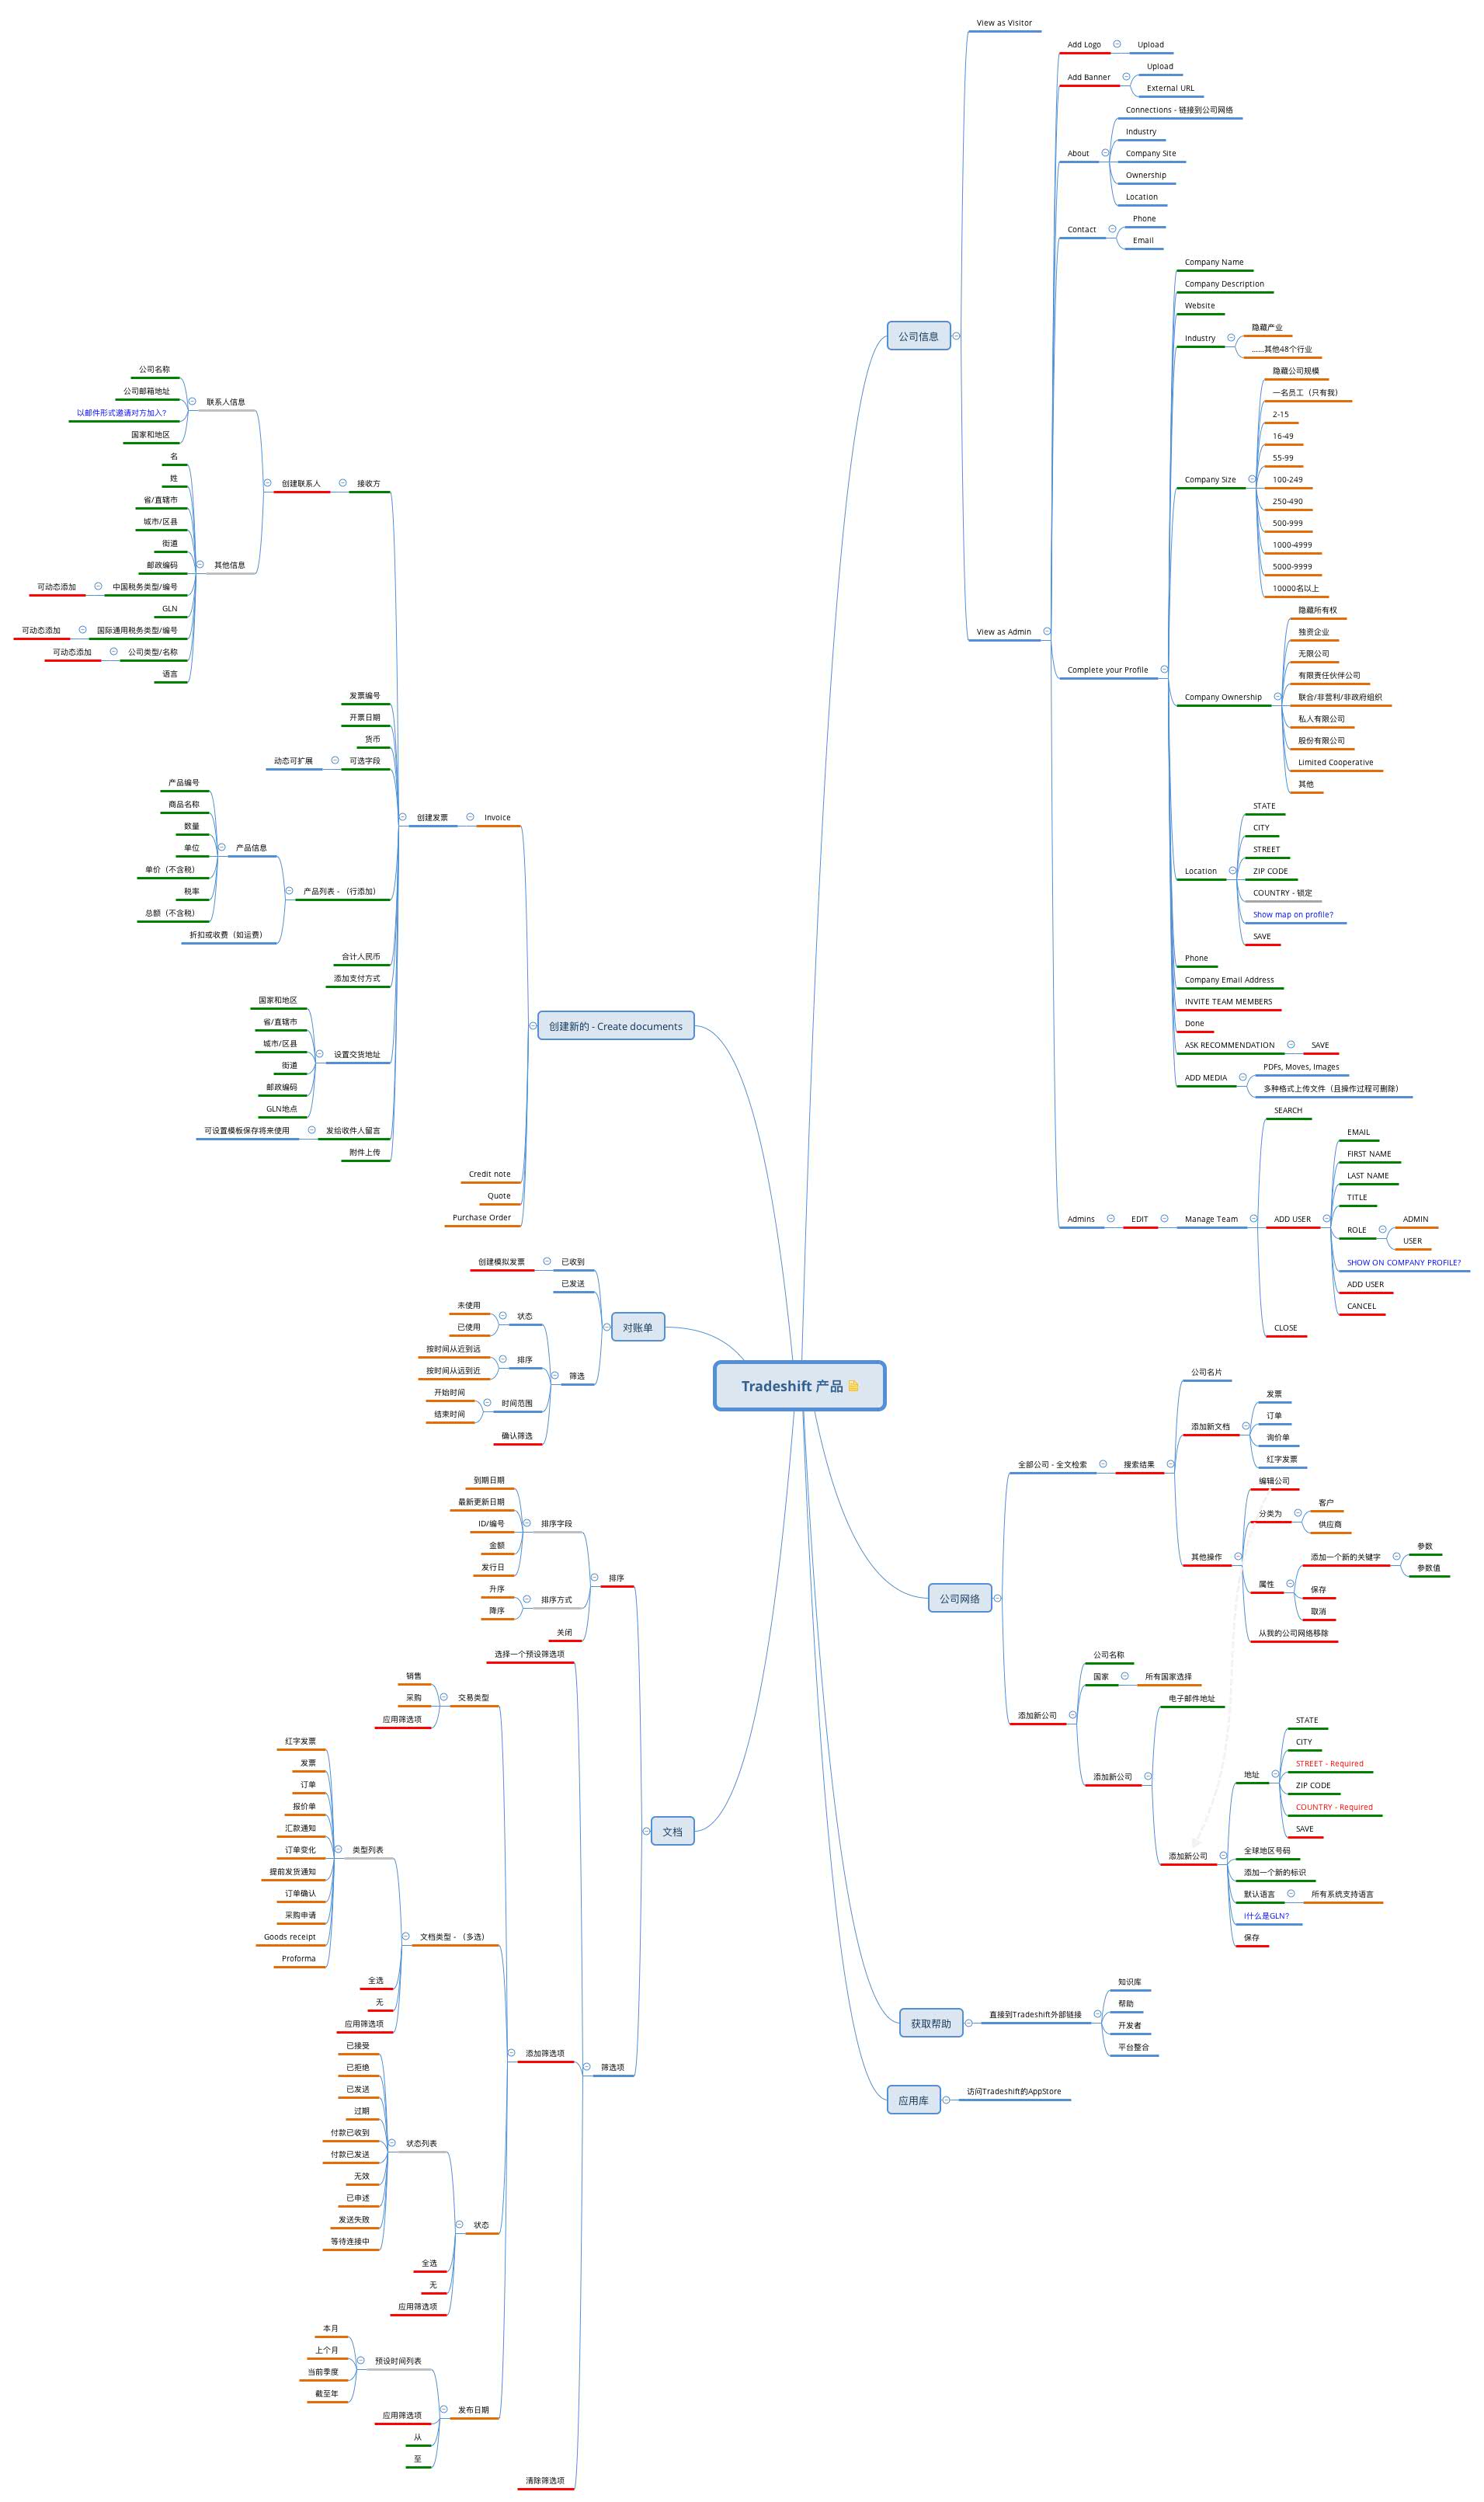 Tradeshift 产品
公司信息
View as Visitor
View as Admin
Add Logo
Upload
Add Banner
Upload
External URL
About
Connections - 链接到公司网络
Industry
Company Site
Ownership
Location
Contact
Phone
Email
Complete your Profile
Company Name
Company Description
Website
Industry
隐藏产业
……其他48个行业
Company Size
隐藏公司规模
一名员工（只有我）
2-15
16-49
55-99
100-249
250-490
500-999
1000-4999
5000-9999
10000名以上
Company Ownership
隐藏所有权
独资企业
无限公司
有限责任伙伴公司
联合/非营利/非政府组织
私人有限公司
股份有限公司
Limited Cooperative
其他
Location
STATE
CITY
STREET
ZIP CODE
COUNTRY - 锁定
Show map on profile?
SAVE
Phone
Company Email Address
INVITE TEAM MEMBERS
Done
ASK RECOMMENDATION
SAVE
ADD MEDIA
PDFs, Moves, Images
多种格式上传文件（且操作过程可删除）
Admins
EDIT
Manage Team
SEARCH
ADD USER
EMAIL
FIRST NAME
LAST NAME
TITLE
ROLE
ADMIN
USER
SHOW ON COMPANY PROFILE?
ADD USER
CANCEL
CLOSE
公司网络
全部公司 - 全文检索
搜索结果
公司名片
添加新文档
发票
订单
询价单
红字发票
其他操作
编辑公司
分类为
客户
供应商
属性
添加一个新的关键字
参数
参数值
保存
取消
从我的公司网络移除
添加新公司
公司名称
国家
所有国家选择
添加新公司
电子邮件地址
添加新公司
地址
STATE
CITY
STREET - Required
ZIP CODE
COUNTRY - Required
SAVE
全球地区号码
添加一个新的标识
默认语言
所有系统支持语言
i什么是GLN?
保存
获取帮助
直接到Tradeshift外部链接
知识库
帮助
开发者
平台整合
应用库
访问Tradeshift的AppStore
创建新的 - Create documents
Invoice
创建发票
接收方
创建联系人
联系人信息
公司名称
公司邮箱地址
以邮件形式邀请对方加入?
国家和地区
其他信息
名
姓
省/直辖市
城市/区县
街道
邮政编码
中国税务类型/编号
可动态添加
GLN
国际通用税务类型/编号
可动态添加
公司类型/名称
可动态添加
语言
发票编号
开票日期
货币
可选字段
动态可扩展
产品列表 - （行添加）
产品信息
产品编号
商品名称
数量
单位
单价（不含税）
税率
总额（不含税）
折扣或收费（如运费）
合计人民币
添加支付方式
设置交货地址
国家和地区
省/直辖市
城市/区县
街道
邮政编码
GLN地点
发给收件人留言
可设置模板保存将来使用
附件上传
Credit note
Quote
Purchase Order
对账单
已收到
创建模拟发票
已发送
筛选
状态
未使用
已使用
排序
按时间从近到远
按时间从远到近
时间范围
开始时间
结束时间
确认筛选
文档
排序
排序字段
到期日期
最新更新日期
ID/编号
金额
发行日
排序方式
升序
降序
关闭
筛选项
选择一个预设筛选项
添加筛选项
交易类型
销售
采购
应用筛选项
文档类型 - （多选）
类型列表
红字发票
发票
订单
报价单
汇款通知
订单变化
提前发货通知
订单确认
采购申请
Goods receipt
Proforma
全选
无
应用筛选项
状态
状态列表
已接受
已拒绝
已发送
过期
付款已收到
付款已发送
无效
已申述
发送失败
等待连接中
全选
无
应用筛选项
发布日期
预设时间列表
本月
上个月
当前季度
截至年
应用筛选项
从
至
清除筛选项